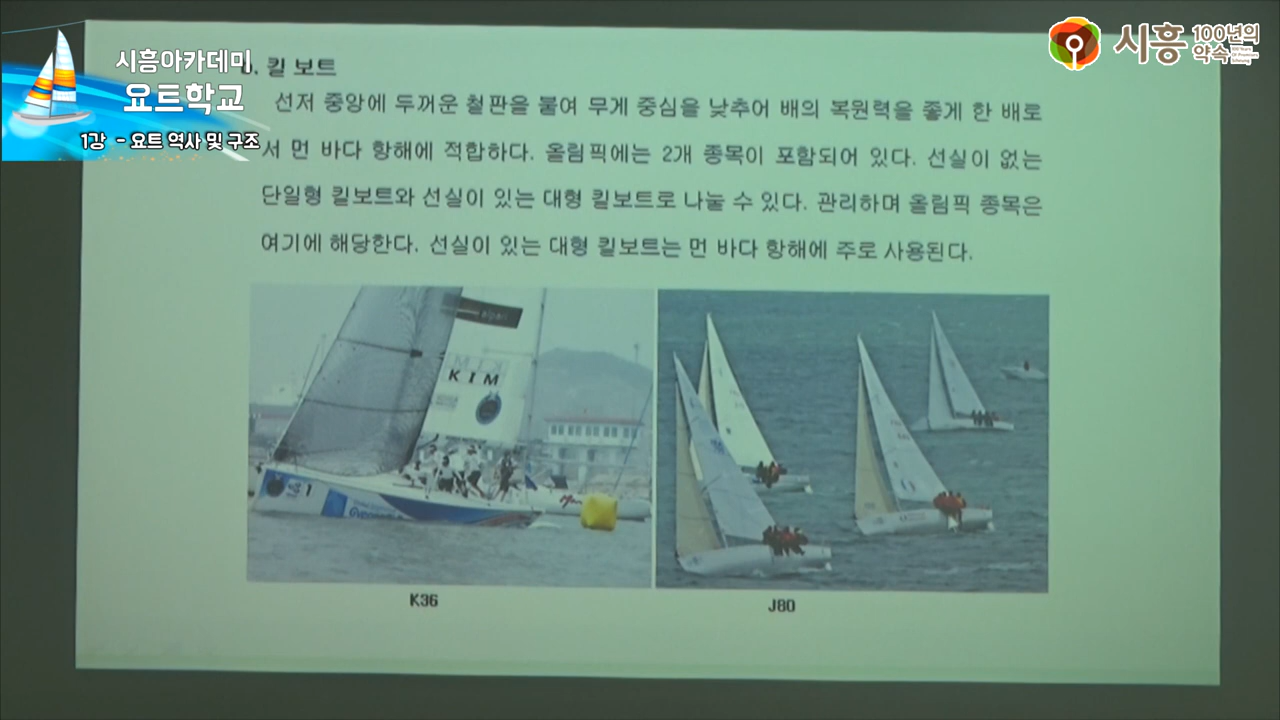 시흥아카데미
요트학교
1강 - 요트 역사 및 구조
시흥 100년의 약속
킬 보트
선저 중앙에 두꺼운 철판을 붙여 무게 중심을 낮추어 배의 복원력을 좋게 한 배로
서 먼 바다 항해에 적합하다. 올림픽에는 2개 종목이 포함되어 있다. 선실이 없는
단일형 킬보트와 선실이 있는 대형 킬보트로 나눌 수 있다. 관리하며 올림픽 종목은
여기에 해당한다. 선실이 있는 대형 킬보트는 먼 바다 항해에 주로 사용된다.
KIM
1
K36
J80